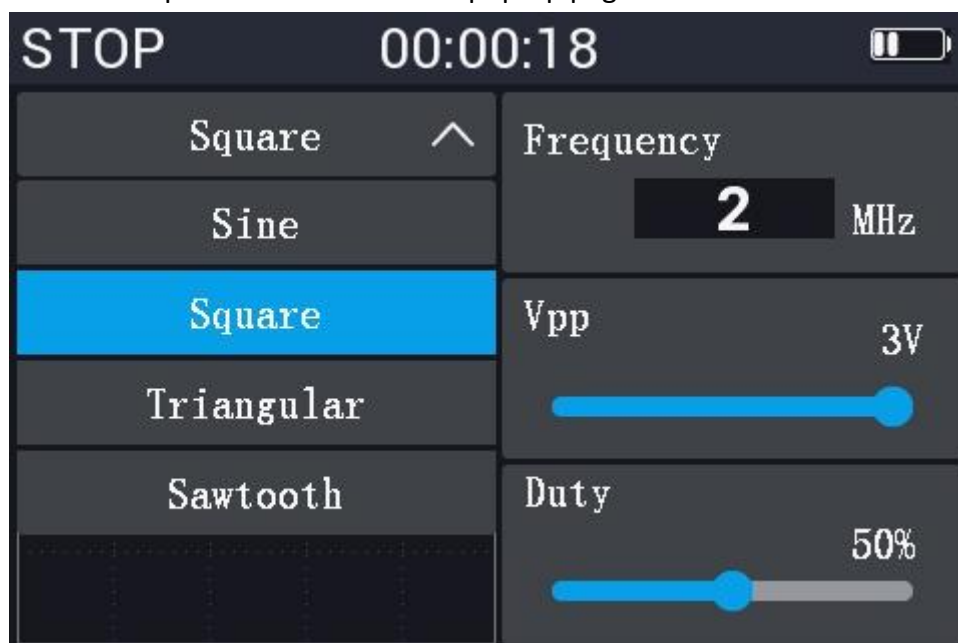 STOP 00:00:18
Square
Sine
Square
Triangular
Sawtooth
Frequency
2 MHz
Vpp
3V
Duty
50%